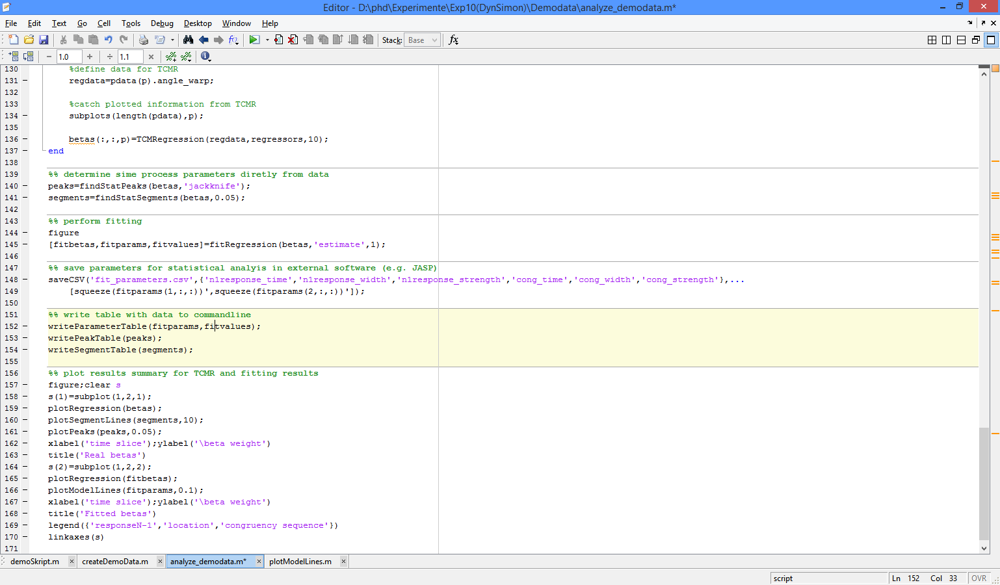 Editor - D:\phd\Experimente\Exp10(DynSimon)\Demodata\analyze_demodata.m*
File Edit Text Go Cell Tools Debug Desktop Window Help
Stack: Base fx
− 1.0 + ÷ 1.1 ×
130 %define data for TCMR
131 – regdata=pdata(p).angle_warp;
132
133 %catch plotted information from TCMR
134 – subplots(length(pdata),p);
135
136 – betas(:,:,p)=TCMRegression(regdata,regressors,10);
137 – end
138
139 %% determine sime process parameters diretly from data
140 – peaks=findStatPeaks(betas,'jackknife');
141 – segments=findStatSegments(betas,0.05);
142
143 %% perform fitting
144 – figure
145 – [fitbetas,fitparams,fitvalues]=fitRegression(betas,'estimate',1);
146
147 %% save parameters for statistical analyis in external software (e.g. JASP)
148 – saveCSV('fit_parameters.csv',{'n1response_time','n1response_width','n1response_strength','cong_time','cong_width','cong_strength'},...
149 [squeeze(fitparams(1,:,:))',squeeze(fitparams(2,:,:))']);
150
151 %% write table with data to commandline
152 – writeParameterTable(fitparams,fitvalues);
153 – writePeakTable(peaks);
154 – writeSegmentTable(segments);
155
156 %% plot results summary for TCMR and fitting results
157 – figure;clear s
158 – s(1)=subplot(1,2,1);
159 – plotRegression(betas);
160 – plotSegmentLines(segments,10);
161 – plotPeaks(peaks,0.05);
162 – xlabel('time slice');ylabel('\beta weight')
163 – title('Real betas')
164 – s(2)=subplot(1,2,2);
165 – plotRegression(fitbetas);
166 – plotModelLines(fitparams,0.1);
167 – xlabel('time slice');ylabel('\beta weight')
168 – title('Fitted betas')
169 – legend({'responseN-1','location','congruency sequence'})
170 – linkaxes(s)
171
demoSkript.m × createDemoData.m × analyze_demodata.m* × plotModelLines.m ×
script Ln 152 Col 33 OVR